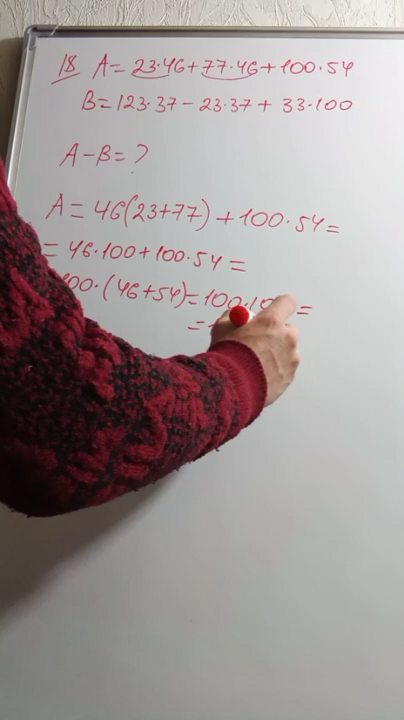 18 A = 23·46 + 77·46 + 100·54
B = 123·37 - 23·37 + 33·100
A - B = ?
A = 46(23+77) + 100·54 =
= 46·100 + 100·54 =
100·(46+54) = 100·10 =
=